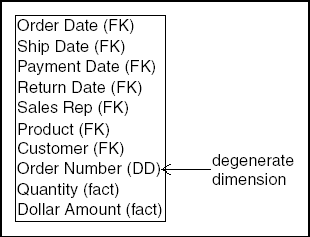 Order Date (FK)
Ship Date (FK)
Payment Date (FK)
Return Date (FK)
Sales Rep (FK)
Product (FK)
Customer (FK)
Order Number (DD)
Quantity (fact)
Dollar Amount (fact)
degenerate
dimension